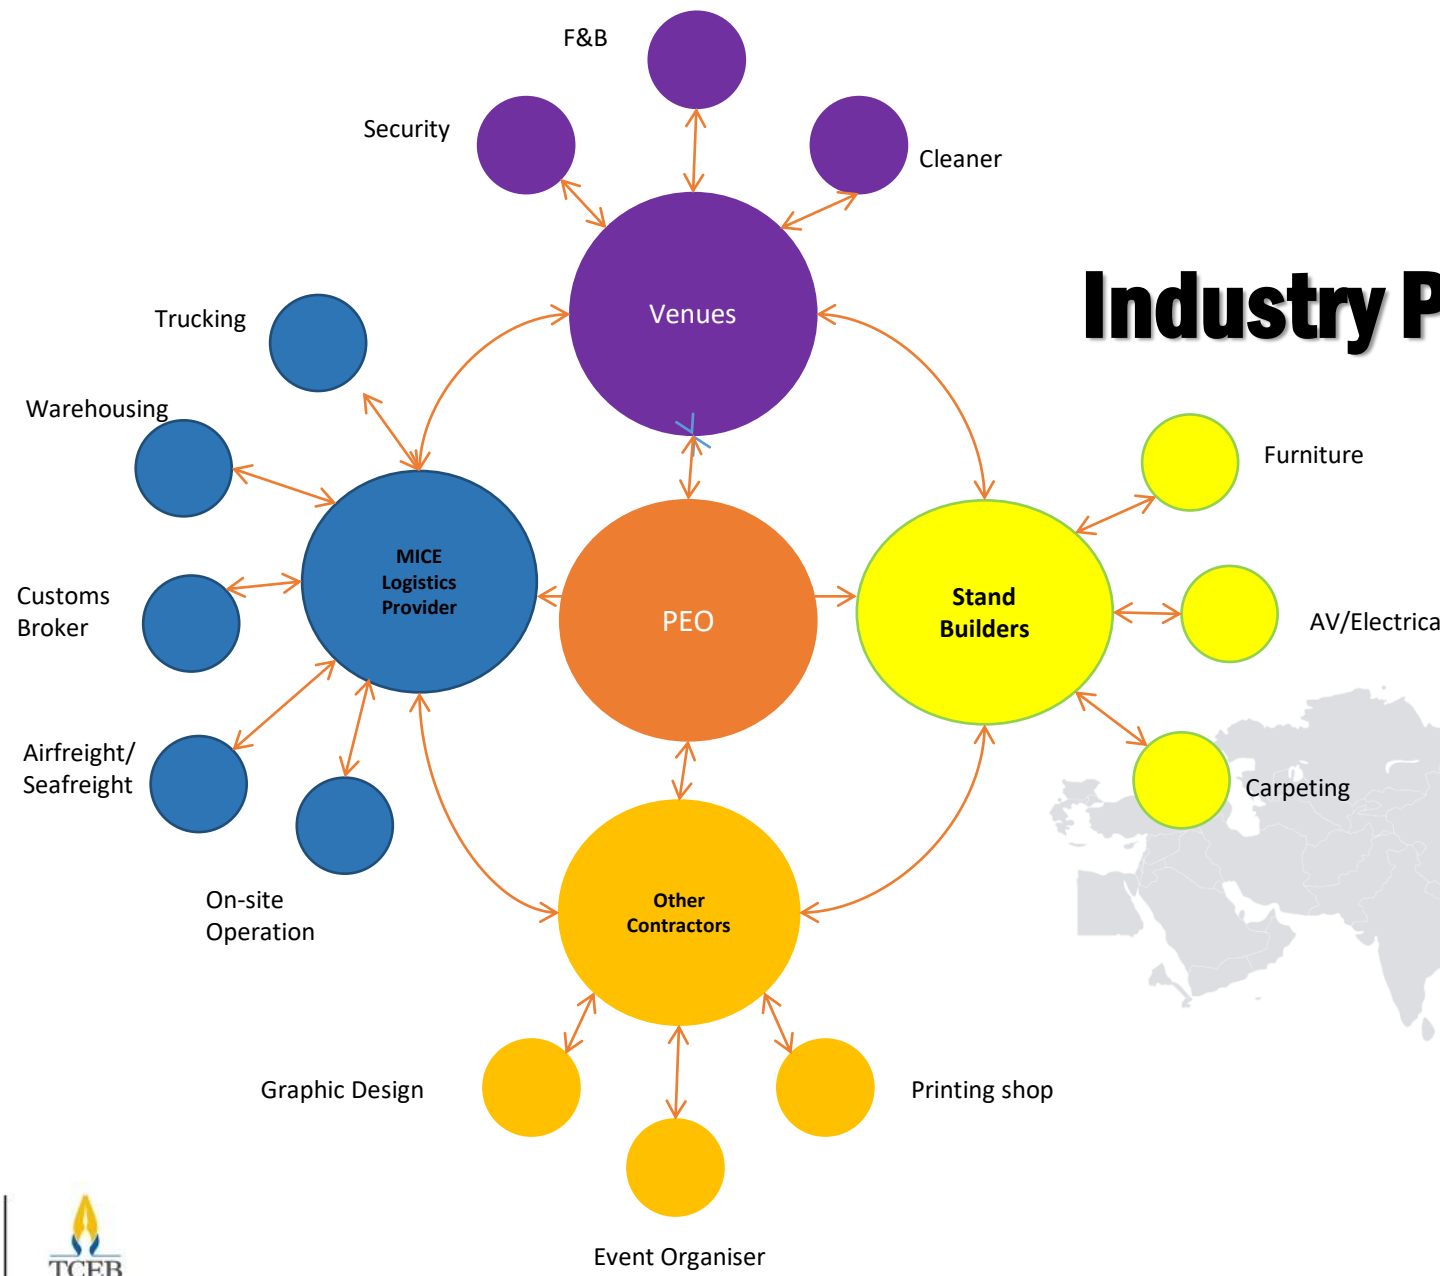 F&B
Security
Cleaner
Venues
Industry P
Trucking
Warehousing
Furniture
MICE
Logistics
Provider
Customs
Broker
PEO
Stand
Builders
AV/Electrica
Airfreight/
Seafreight
Carpeting
On-site
Operation
Other
Contractors
Graphic Design
Printing shop
Event Organiser
TCEB